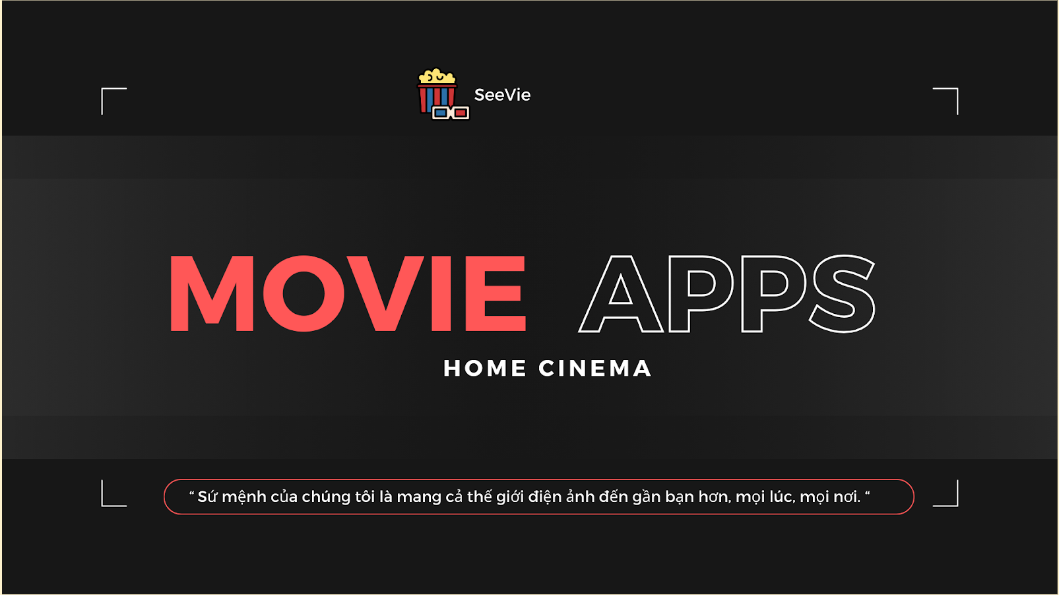 SeeVie
MOVIE APPS
HOME CINEMA
“ Sứ mệnh của chúng tôi là mang cả thế giới điện ảnh đến gần bạn hơn, mọi lúc, mọi nơi. “